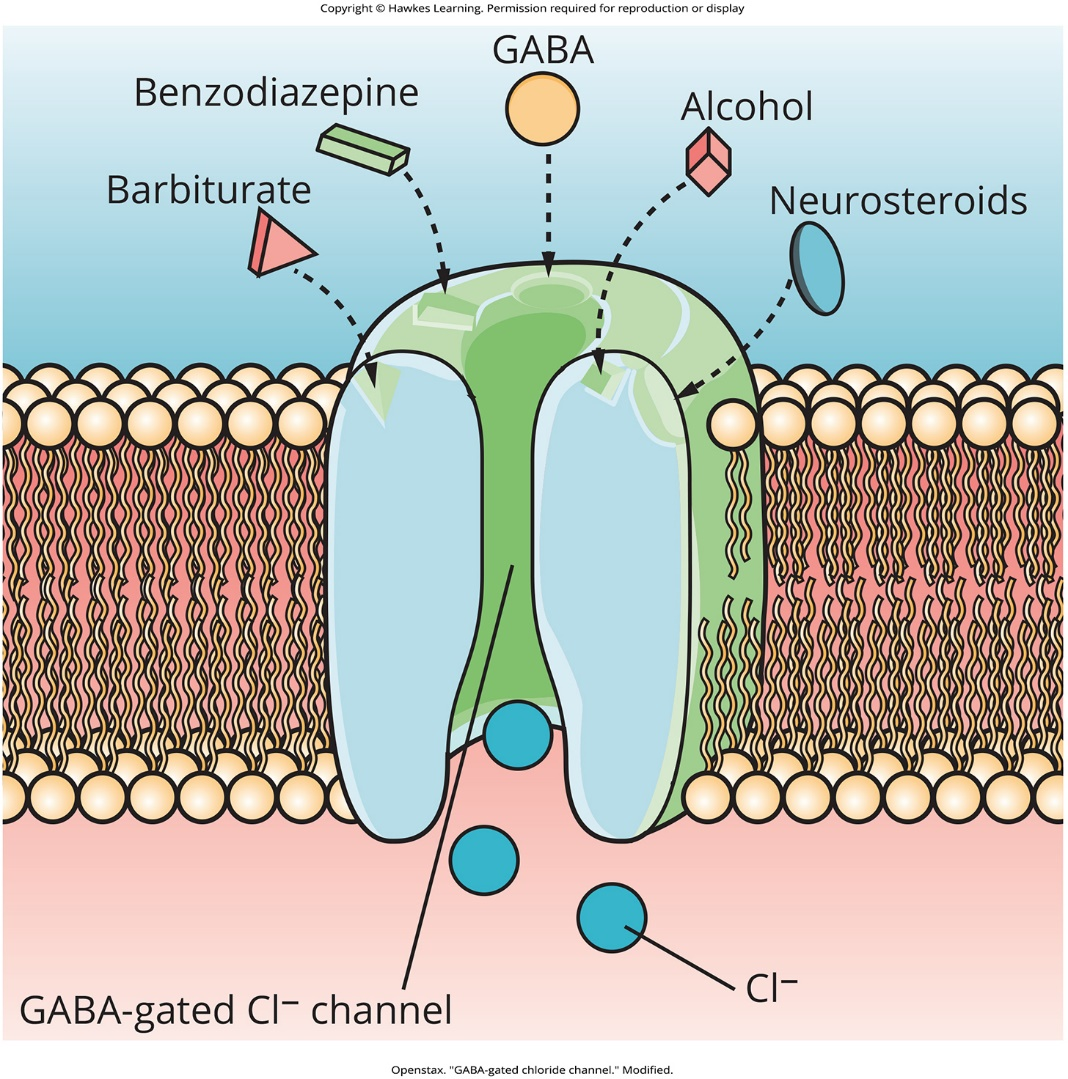 Copyright © Hawkes Learning. Permission required for reproduction or display
GABA
Benzodiazepine
Alcohol
Barbiturate
Neurosteroids
Cl⁻
GABA-gated Cl⁻ channel
Openstax. "GABA-gated chloride channel." Modified.